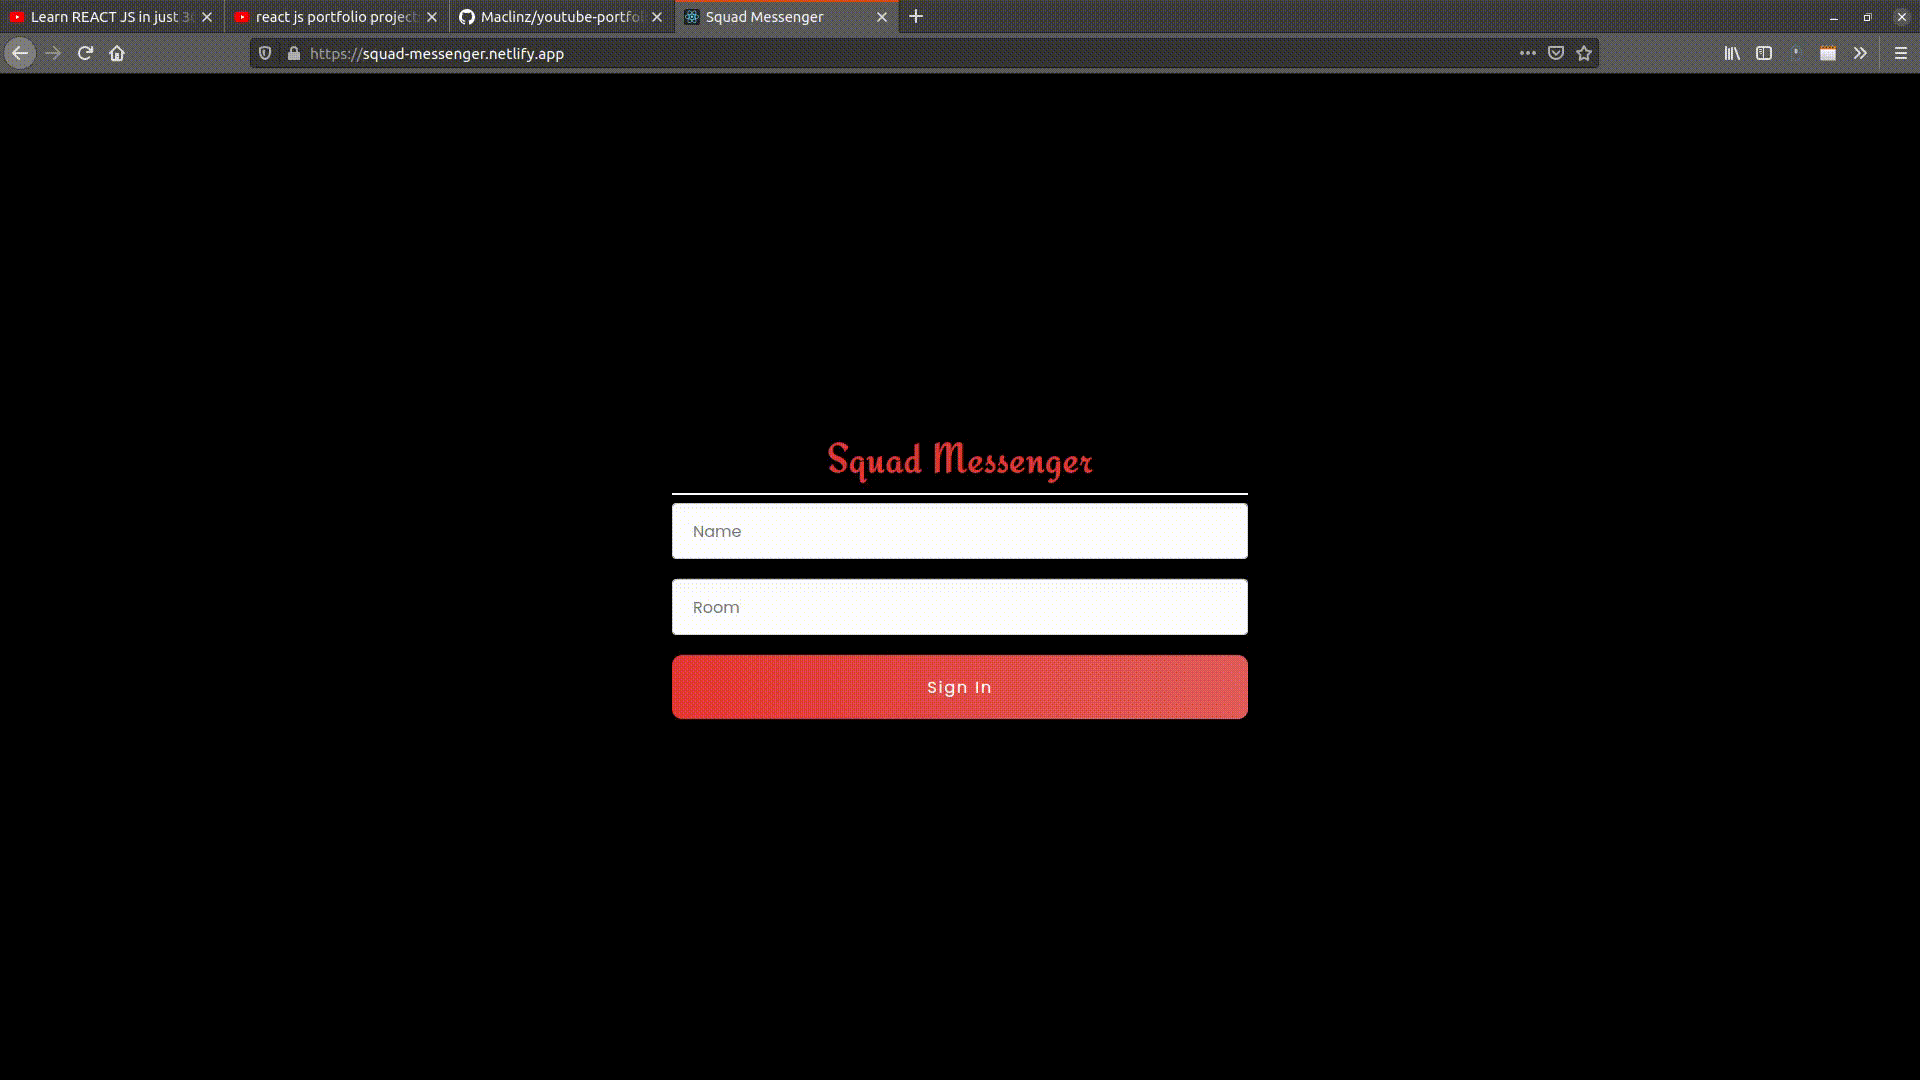 Learn REACT JS in just 3
react js portfolio project
Maclinz/youtube-portfol
Squad Messenger
https://squad-messenger.netlify.app
Squad Messenger
Name
Room
Sign In